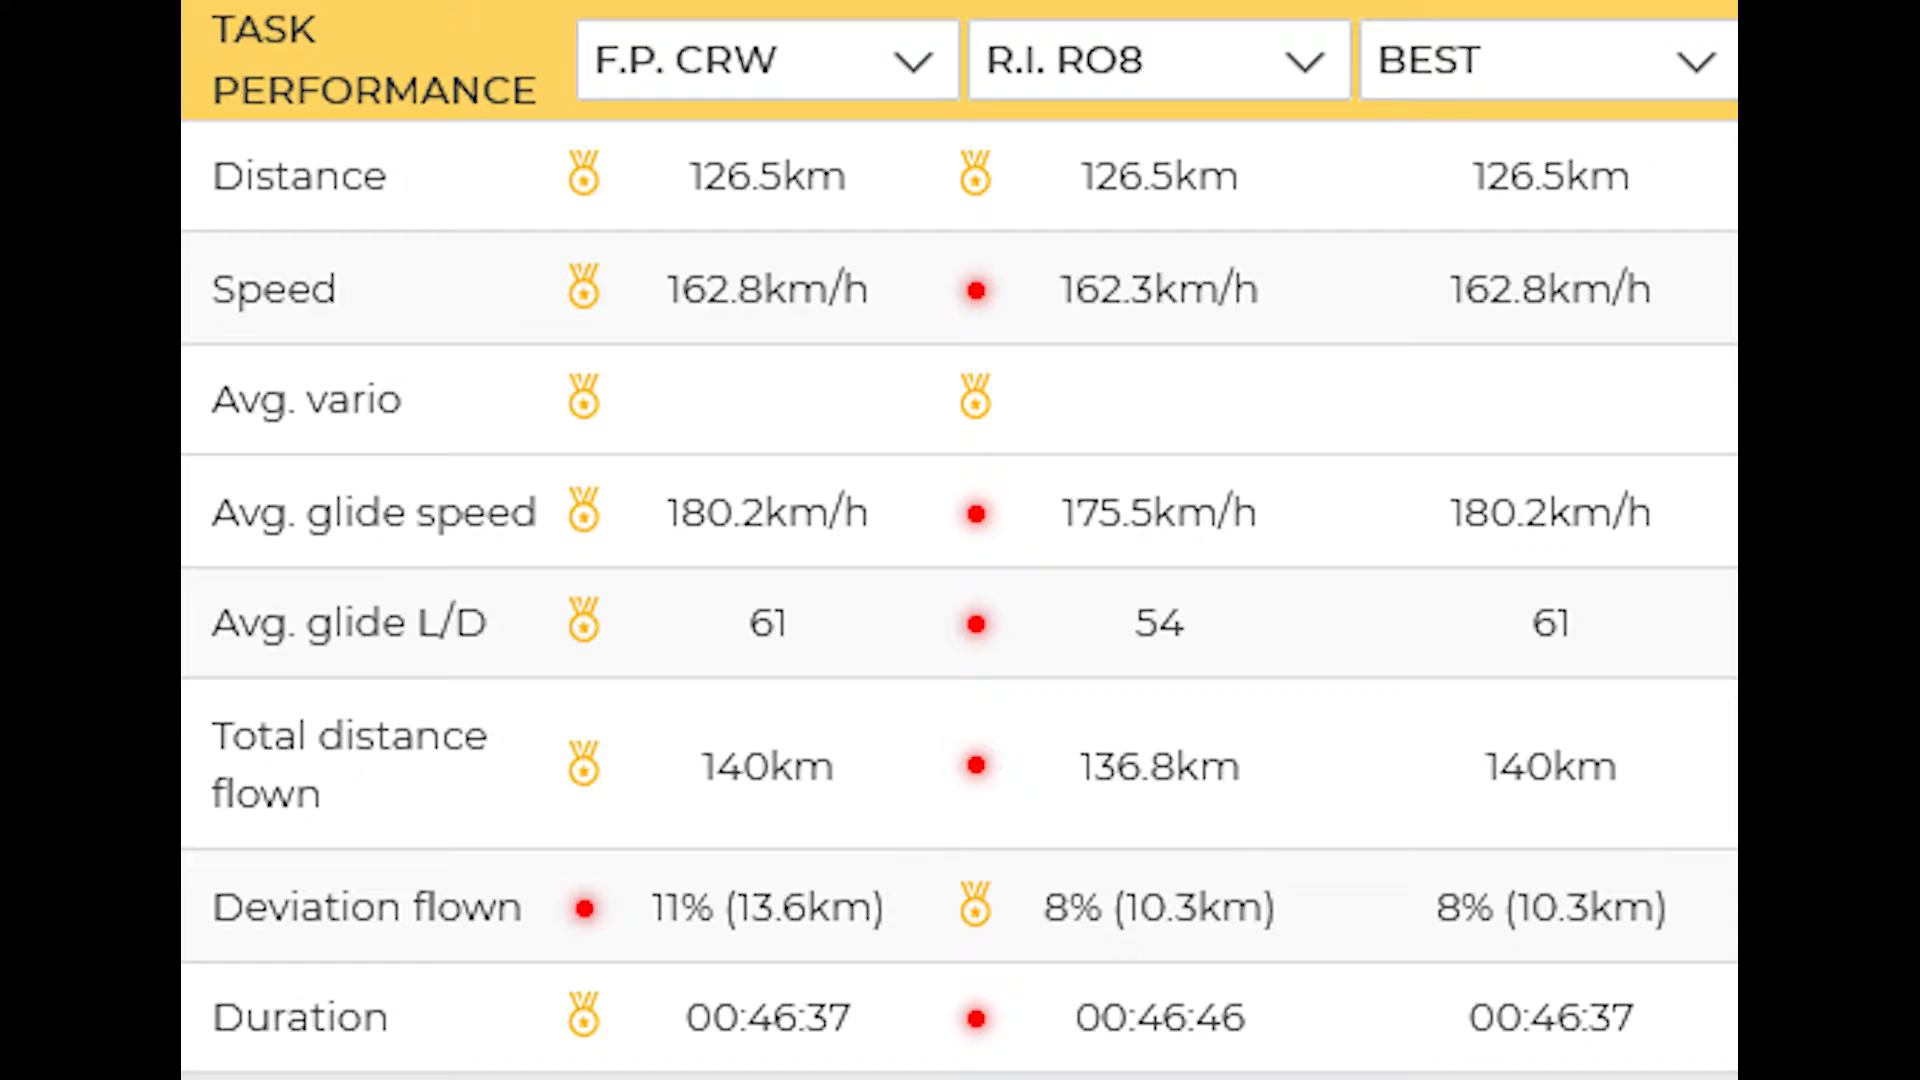 TASK PERFORMANCE F.P. CRW R.I. RO8 BEST
Distance 126.5km 126.5km 126.5km
Speed 162.8km/h 162.3km/h 162.8km/h
Avg. vario
Avg. glide speed 180.2km/h 175.5km/h 180.2km/h
Avg. glide L/D 61 54 61
Total distance flown 140km 136.8km 140km
Deviation flown 11% (13.6km) 8% (10.3km) 8% (10.3km)
Duration 00:46:37 00:46:46 00:46:37